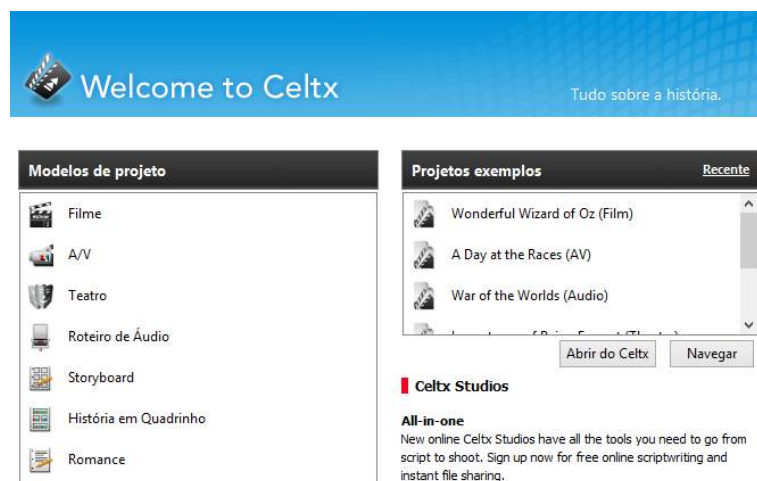 Welcome to Celtx
Tudo sobre a história.
Modelos de projeto
Filme
A/V
Teatro
Roteiro de Áudio
Storyboard
História em Quadrinho
Romance
Projetos exemplos
Recente
Wonderful Wizard of Oz (Film)
A Day at the Races (AV)
War of the Worlds (Audio)
Abrir do Celtx
Navegar
Celtx Studios
All-in-one
New online Celtx Studios have all the tools you need to go from
script to shoot. Sign up now for free online scriptwriting and
instant file sharing.